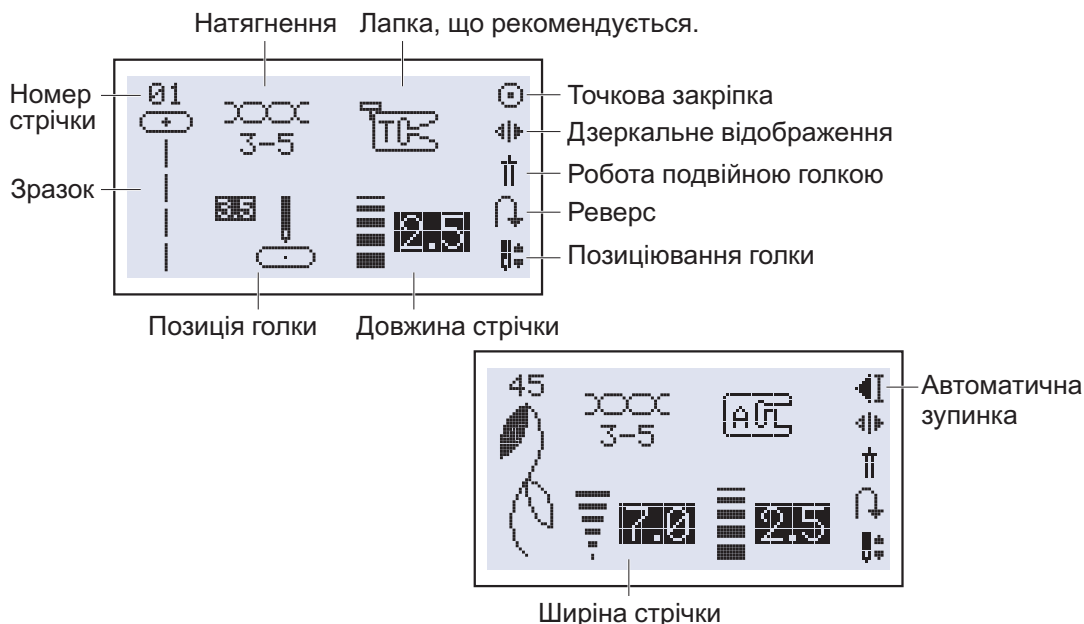 Натягнення
Лапка, що рекомендується.
Номер
стрічки
01
3-5
Точкова закріпка
Дзеркальне відображення
Робота подвійною голкою
Зразок
3.5
2.5
Реверс
Позиціювання голки
Позиція голки
Довжина стрічки
45
3-5
A
7.0
2.5
Автоматична
зупинка
Ширіна стрічки